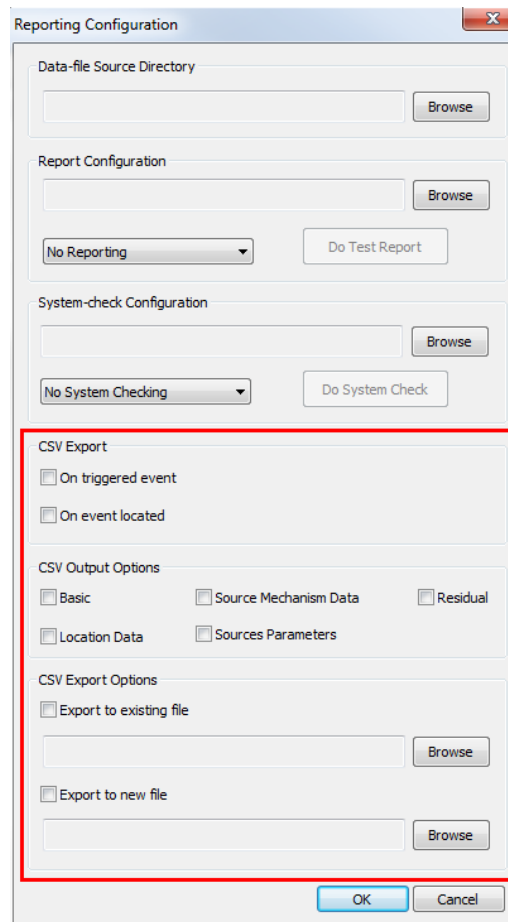 Reporting Configuration
Data-file Source Directory
Browse
Report Configuration
Browse
No Reporting
Do Test Report
System-check Configuration
Browse
No System Checking
Do System Check
CSV Export
On triggered event
On event located
CSV Output Options
Basic Source Mechanism Data Residual
Location Data Sources Parameters
CSV Export Options
Export to existing file
Browse
Export to new file
Browse
OK Cancel